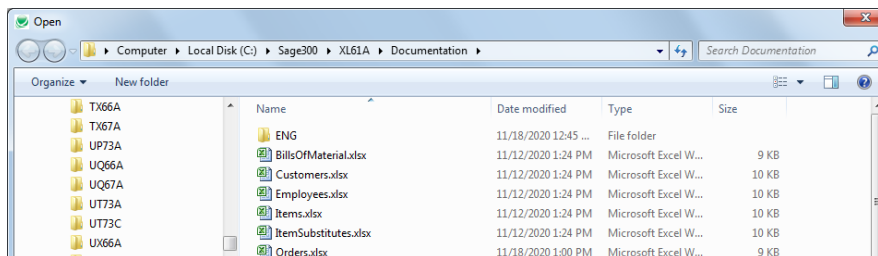 Open
Computer Local Disk (C:) Sage300 XL61A Documentation Search Documentation
Organize New folder
TX66A
TX67A
UP73A
UQ66A
UQ67A
UT73A
UT73C
UX66A
Name Date modified Type Size
ENG 11/18/2020 12:45 ... File folder
BillsOfMaterial.xlsx 11/12/2020 1:24 PM Microsoft Excel W... 9 KB
Customers.xlsx 11/12/2020 1:24 PM Microsoft Excel W... 10 KB
Employees.xlsx 11/12/2020 1:24 PM Microsoft Excel W... 10 KB
Items.xlsx 11/12/2020 1:24 PM Microsoft Excel W... 10 KB
ItemSubstitutes.xlsx 11/12/2020 1:24 PM Microsoft Excel W... 10 KB
Orders.xlsx 11/18/2020 1:00 PM Microsoft Excel W... 9 KB